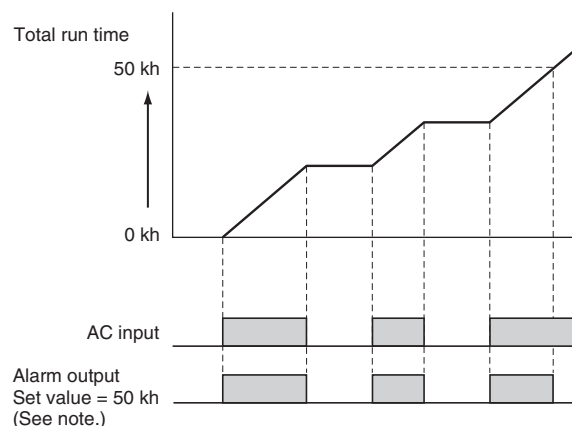 Total run time
50 kh
0 kh
AC input
Alarm output
Set value = 50 kh
(See note.)